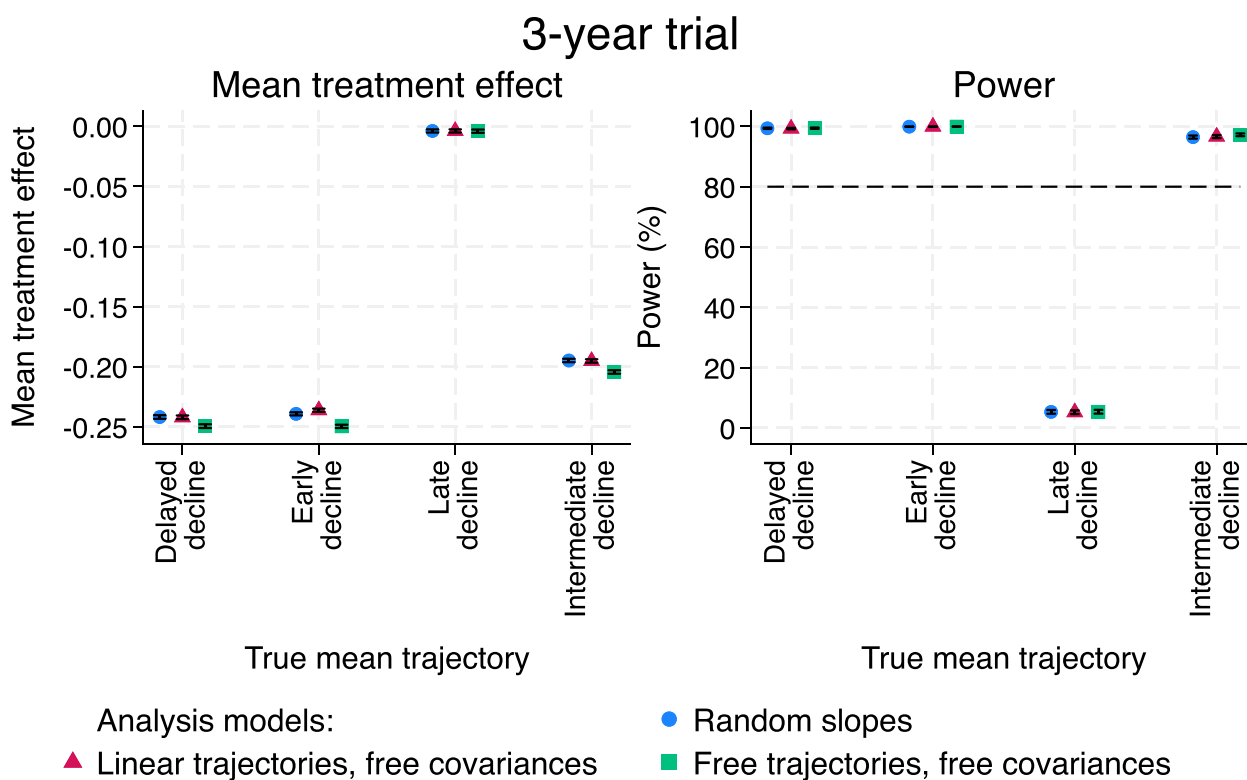 3-year trial
Mean treatment effect
Mean treatment effect
0.00
-0.05
-0.10
-0.15
-0.20
-0.25
Delayed
decline
Early
decline
Late
decline
Intermediate
decline
True mean trajectory
Power
Power (%)
100
80
60
40
20
0
Delayed
decline
Early
decline
Late
decline
Intermediate
decline
True mean trajectory
Analysis models:
Random slopes
Linear trajectories, free covariances
Free trajectories, free covariances